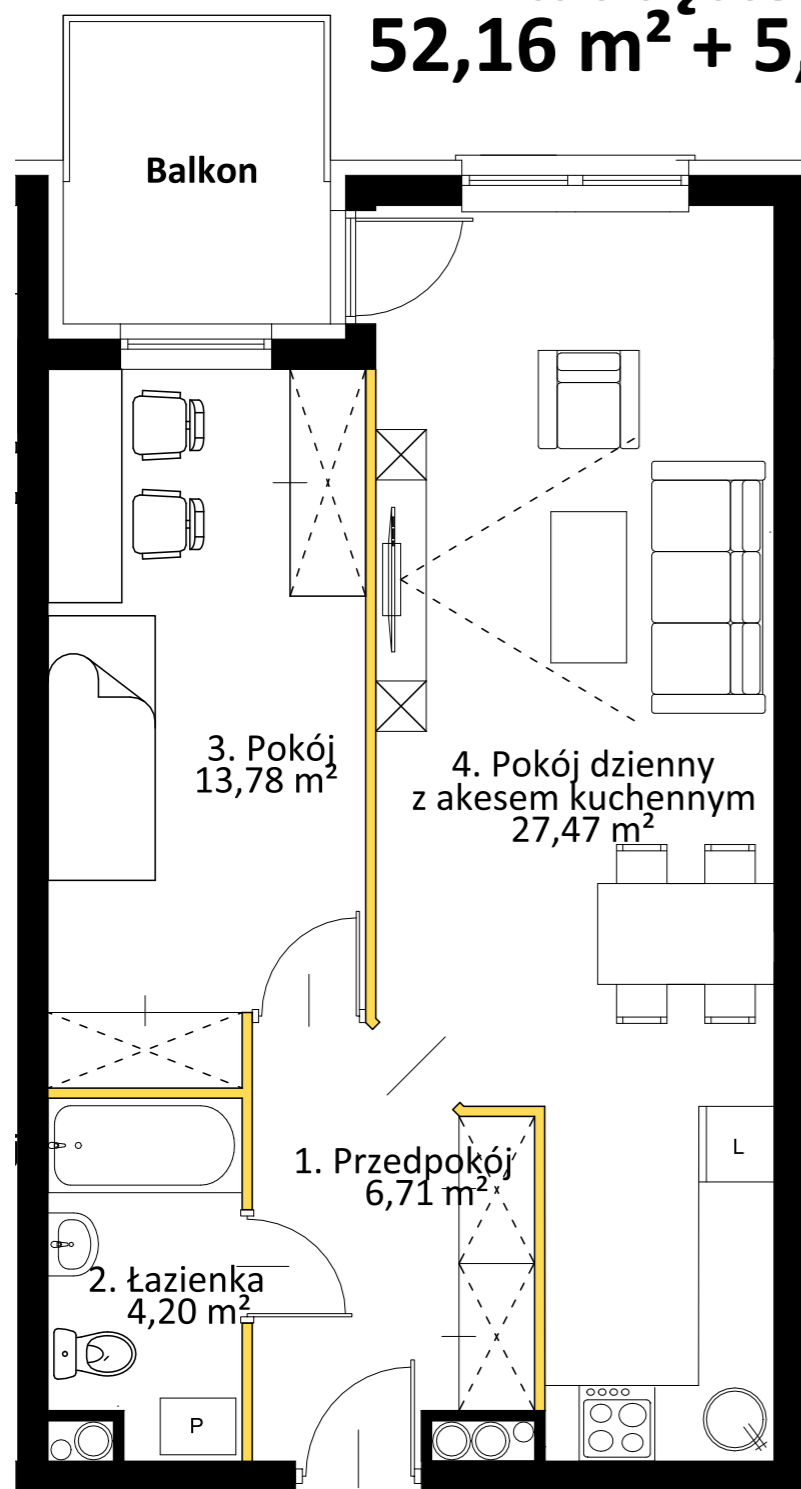 52,16 m² + 5,
Balkon
3. Pokój
13,78 m²
4. Pokój dzienny
z akesem kuchennym
27,47 m²
1. Przedpokój
6,71 m²
L
2. Łazienka
4,20 m²
P